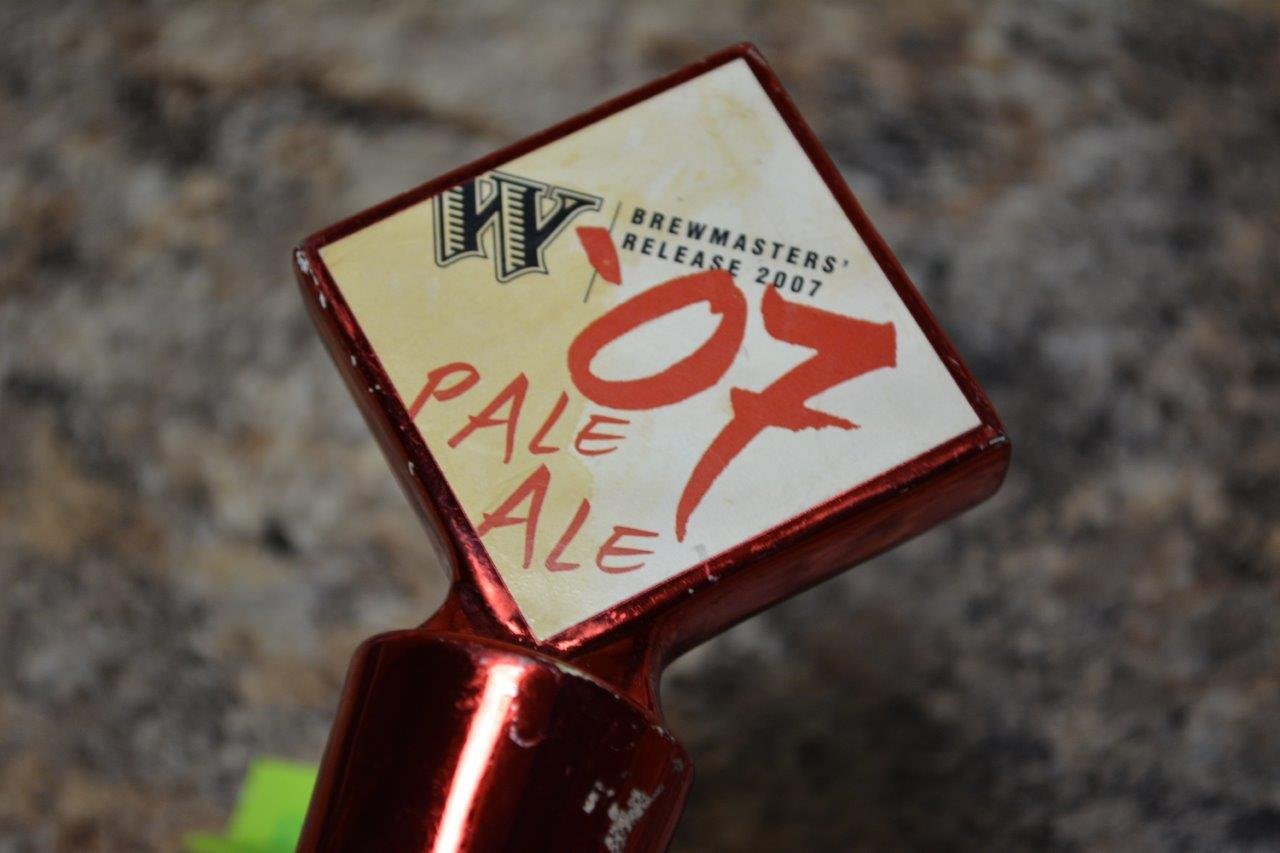 W
BREWMASTERS'
RELEASE 2007
'07
PALE
ALE